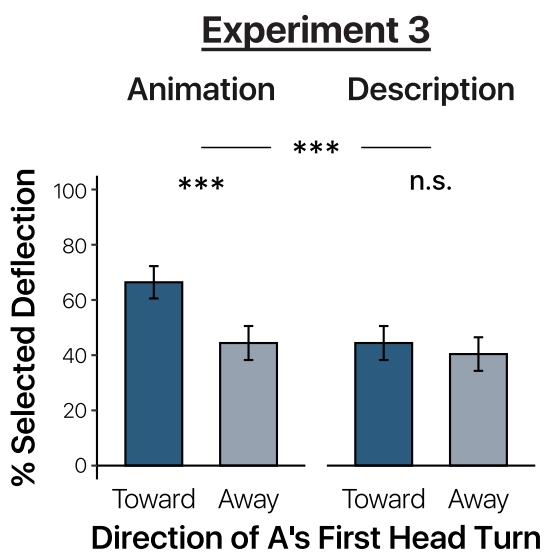 Experiment 3
Animation Description
***
*** n.s.
% Selected Deflection
100
80
60
40
20
0
Toward Away Toward Away
Direction of A's First Head Turn